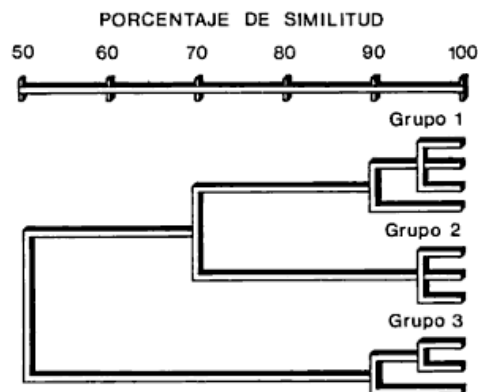 PORCENTAJE DE SIMILITUD
50 60 70 80 90 100
Grupo 1
Grupo 2
Grupo 3